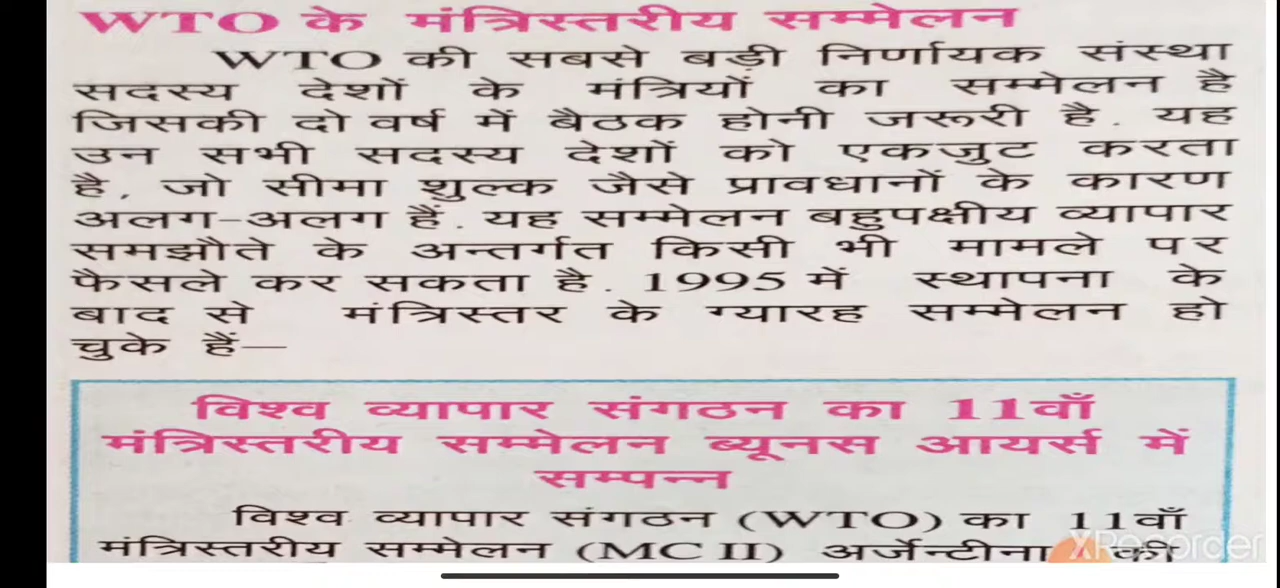 WTO के मंत्रिस्तरीय सम्मेलन
WTO की सबसे बड़ी निर्णायक संस्था
सदस्य देशों के मंत्रियों का सम्मेलन है
जिसकी दो वर्ष में बैठक होनी जरूरी है. यह
उन सभी सदस्य देशों को एकजुट करता
है, जो सीमा शुल्क जैसे प्रावधानों के कारण
अलग-अलग हैं. यह सम्मेलन बहुपक्षीय व्यापार
समझौते के अन्तर्गत किसी भी मामले पर
फैसले कर सकता है. 1995 में स्थापना के
बाद से मंत्रिस्तर के ग्यारह सम्मेलन हो
चुके हैं—
विश्व व्यापार संगठन का 11वाँ
मंत्रिस्तरीय सम्मेलन ब्यूनस आयर्स में
सम्पन्न
विश्व व्यापार संगठन (WTO) का 11वाँ
मंत्रिस्तरीय सम्मेलन (MC II) अर्जेन्टीना की
XRecorder